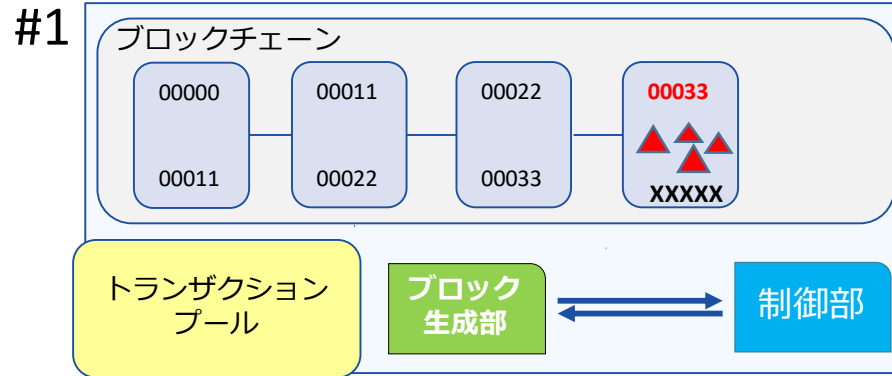 #1
ブロックチェーン
00000
00011
00022
00033
00011
00022
00033
XXXXX
トランザクション
プール
ブロック
生成部
制御部